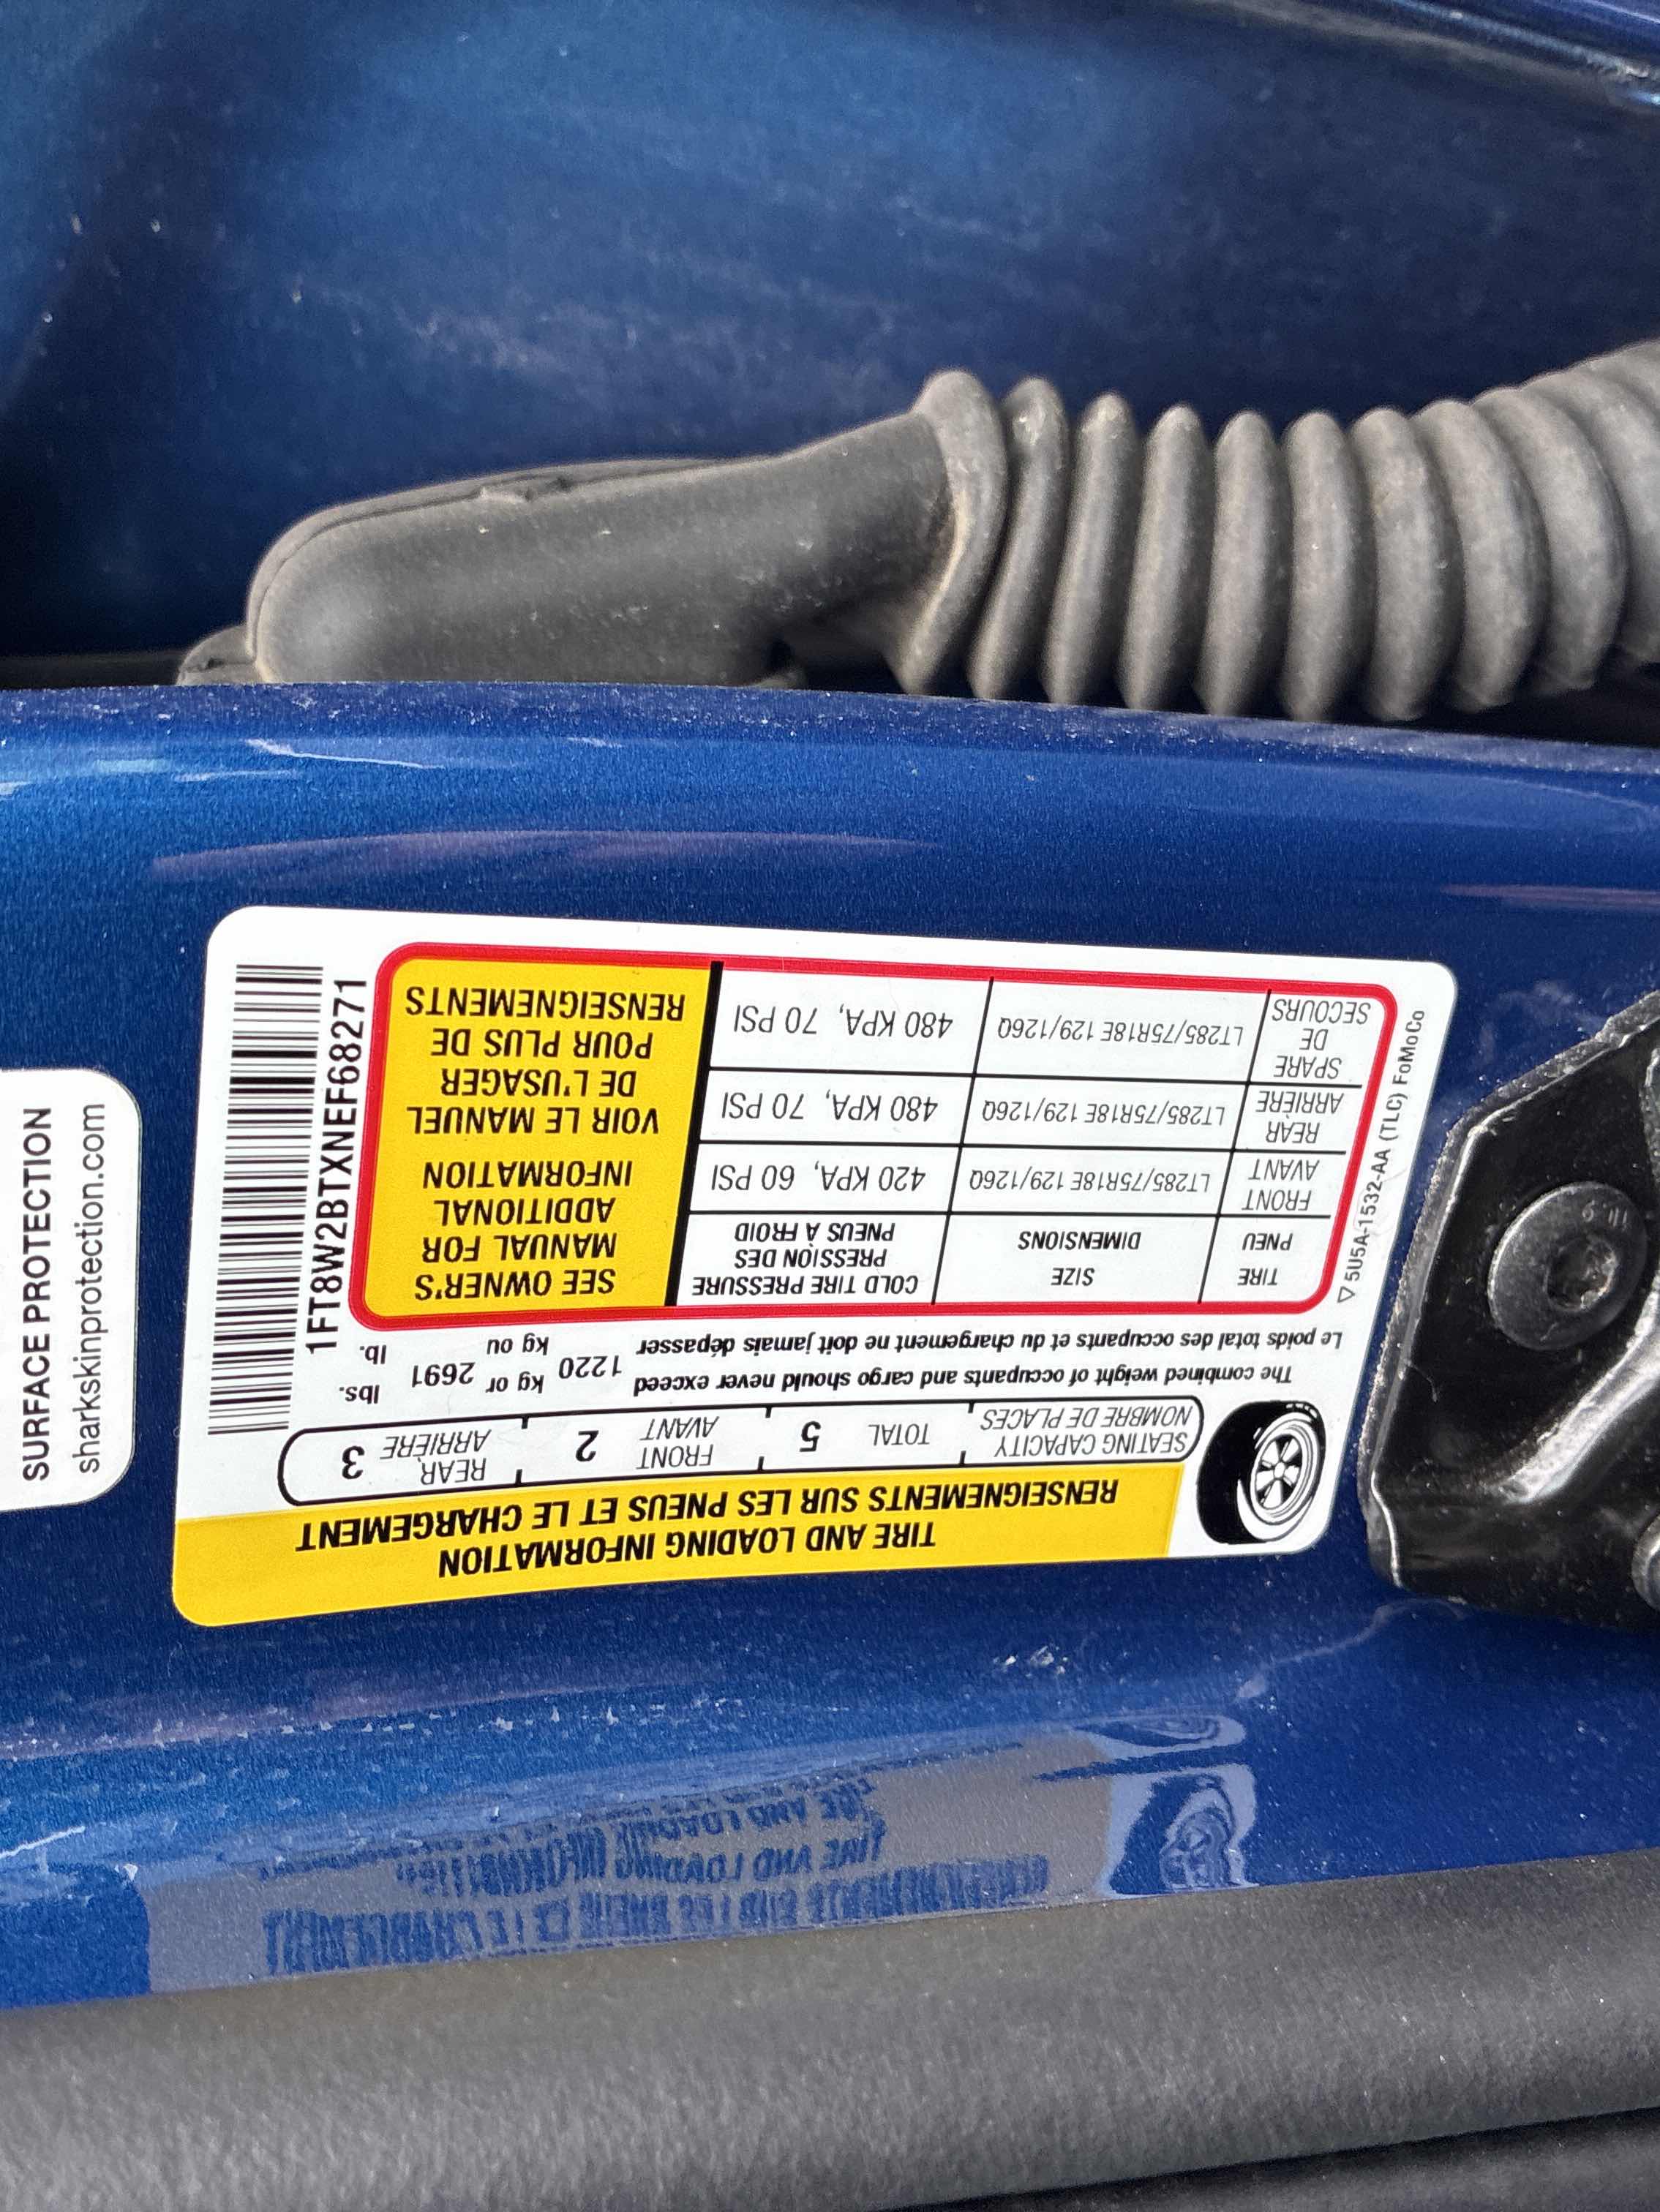 TIRE AND LOADING INFORMATION
RENSEIGNEMENTS SUR LES PNEUS ET LE CHARGEMENT
SEATING CAPACITY
NOMBRE DE PLACES
TOTAL 5
FRONT
AVANT 2
REAR
ARRIÈRE 3
The combined weight of occupants and cargo should never exceed 1220 kg or 2691 lbs.
Le poids total des occupants et du chargement ne doit jamais dépasser kg ou lb.
TIRE
PNEU
SIZE
DIMENSIONS
COLD TIRE PRESSURE
PRESSION DES
PNEUS À FROID
FRONT
AVANT
LT285/75R18E 129/126Q
420 KPA, 60 PSI
REAR
ARRIÈRE
LT285/75R18E 129/126Q
480 KPA, 70 PSI
SPARE
DE
SECOURS
LT285/75R18E 129/126Q
480 KPA, 70 PSI
SEE OWNER'S
MANUAL FOR
ADDITIONAL
INFORMATION
VOIR LE MANUEL
DE L'USAGER
POUR PLUS DE
RENSEIGNEMENTS
1FT8W2BTXNEF68271
5U5A-1532-AA (TLC) FoMoCo
SURFACE PROTECTION
sharkskinprotection.com